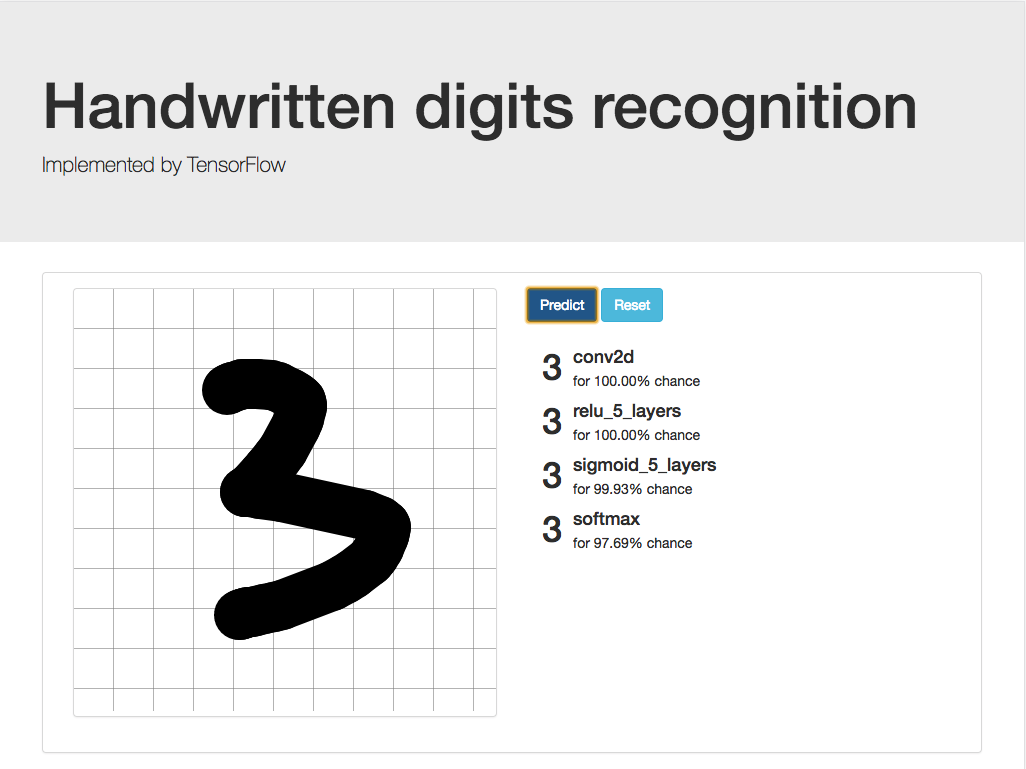 Handwritten digits recognition
Implemented by TensorFlow
3
Predict Reset
3 conv2d
for 100.00% chance
3 relu_5_layers
for 100.00% chance
3 sigmoid_5_layers
for 99.93% chance
3 softmax
for 97.69% chance